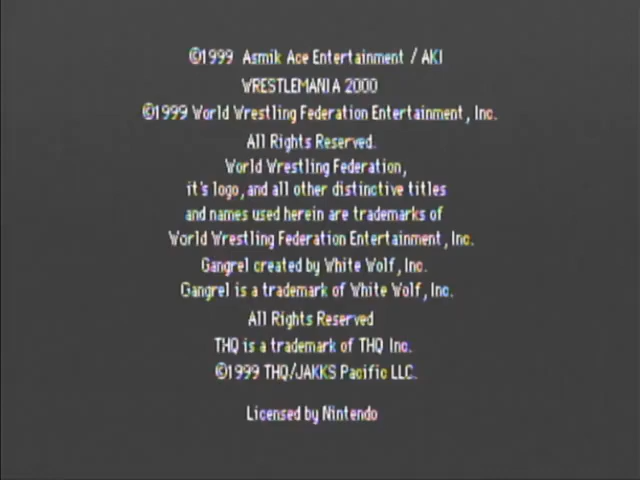 ©1999 Asmik Ace Entertainment / AKI
WRESTLEMANIA 2000
©1999 World Wrestling Federation Entertainment, Inc.
All Rights Reserved.
World Wrestling Federation,
it's logo, and all other distinctive titles
and names used herein are trademarks of
World Wrestling Federation Entertainment, Inc.
Gangrel created by White Wolf, Inc.
Gangrel is a trademark of White Wolf, Inc.
All Rights Reserved
THQ is a trademark of THQ Inc.
©1999 THQ/JAKKS Pacific LLC.
Licensed by Nintendo